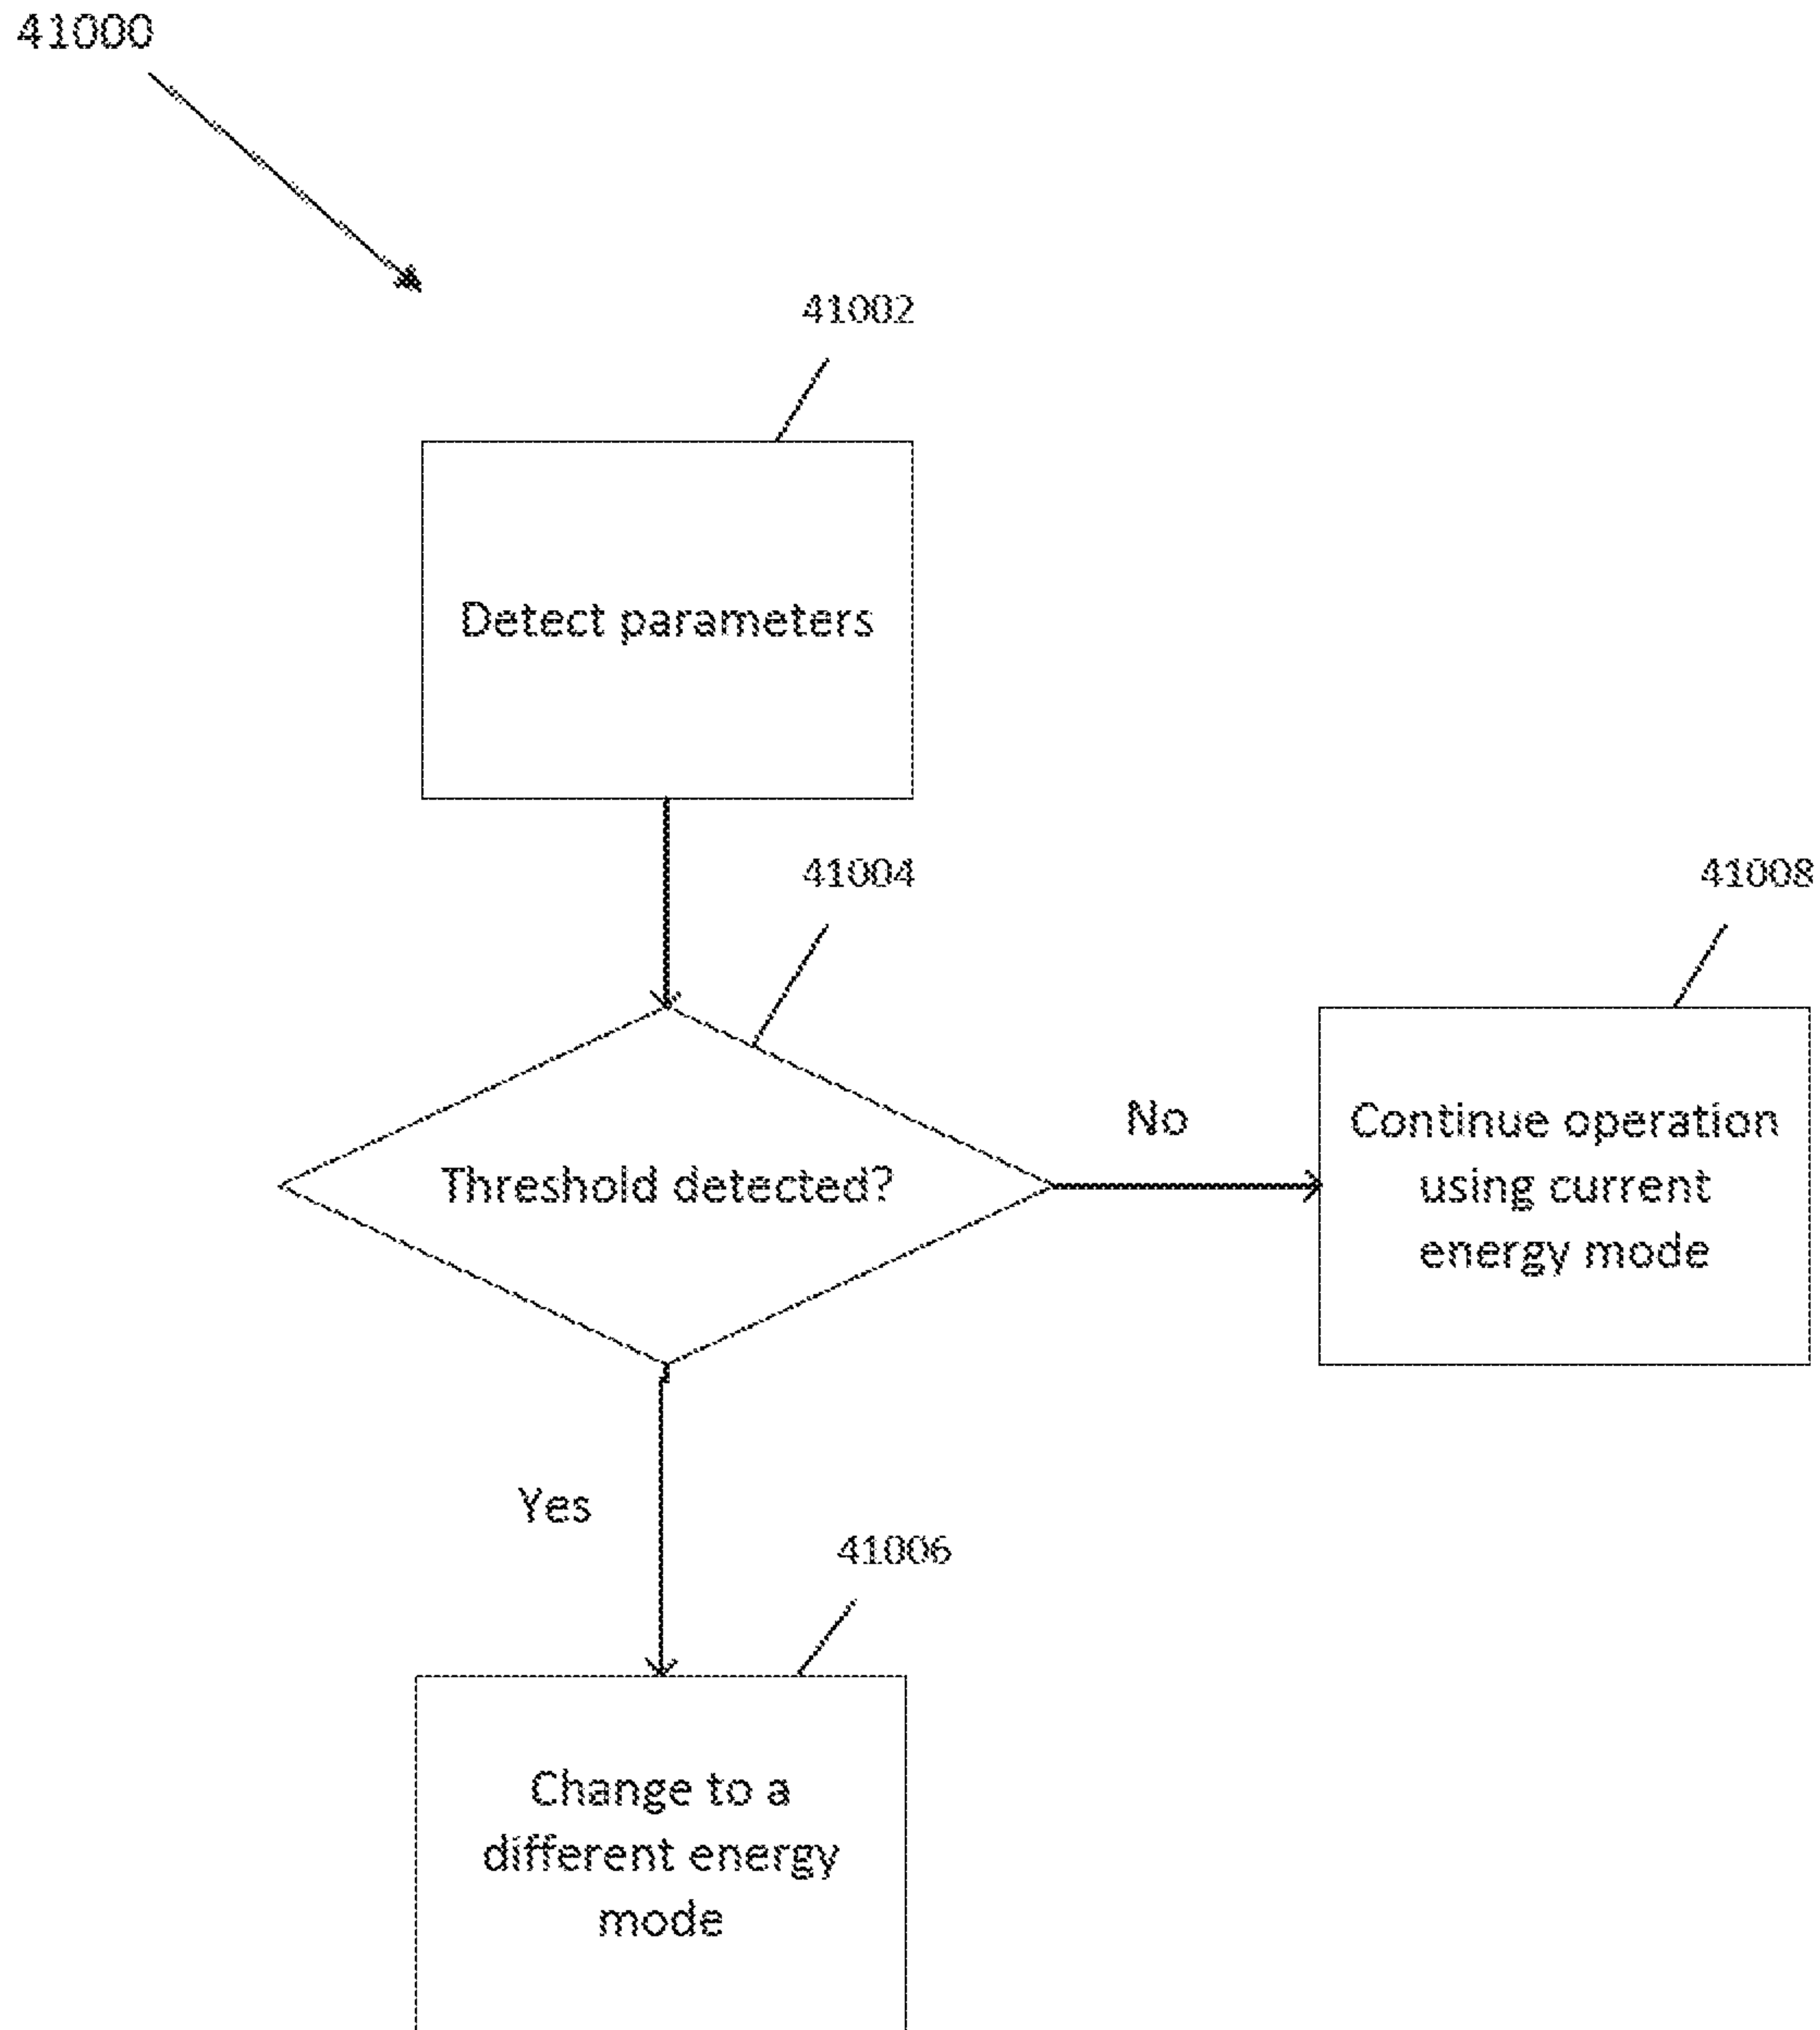 41000
41002
Detect parameters
41004
41008
Threshold detected?
No
Continue operation
using current
energy mode
Yes
41006
Change to a
different energy
mode